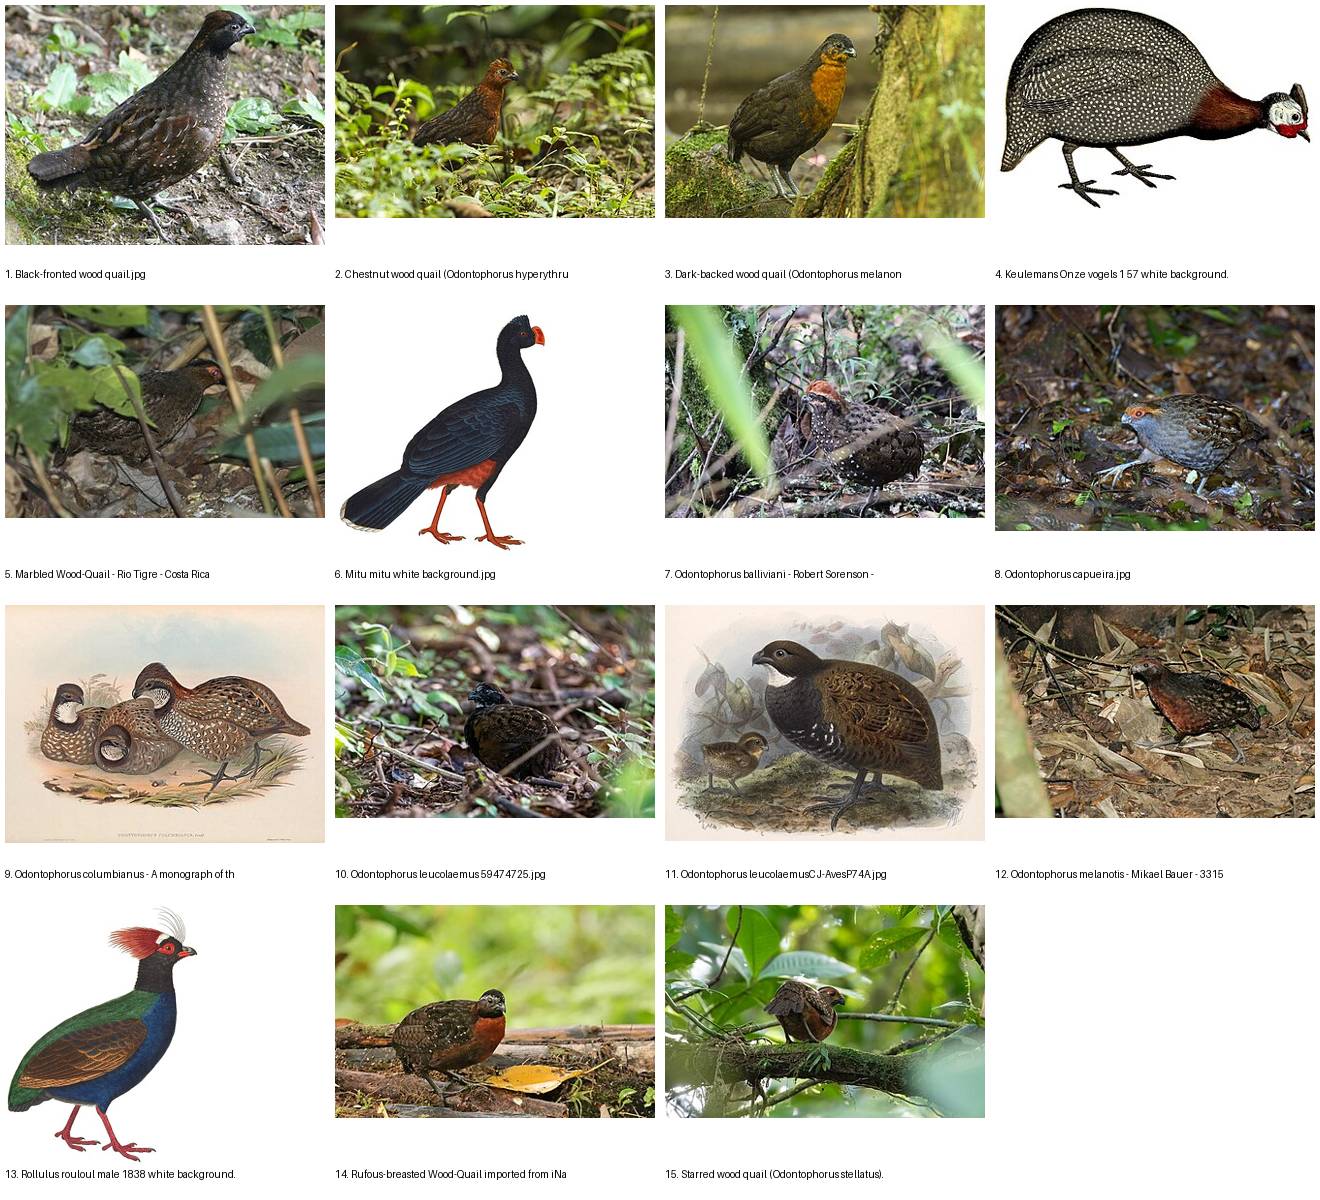 1. Black-fronted wood quail.jpg
2. Chestnut wood quail (Odontophorus hyperythru
3. Dark-backed wood quail (Odontophorus melanon
4. Keulemans Onze vogels 1 57 white background.
5. Marbled Wood-Quail - Rio Tigre - Costa Rica
6. Mitu mitu white background.jpg
7. Odontophorus balliviani - Robert Sorenson -
8. Odontophorus capueira.jpg
9. Odontophorus columbianus - A monograph of th
10. Odontophorus leucolaemus 59474725.jpg
11. Odontophorus leucolaemusCJ-AvesP74A.jpg
12. Odontophorus melanotis - Mikael Bauer - 3315
13. Rollulus rouloul male 1838 white background.
14. Rufous-breasted Wood-Quail imported from iNa
15. Starred wood quail (Odontophorus stellatus).